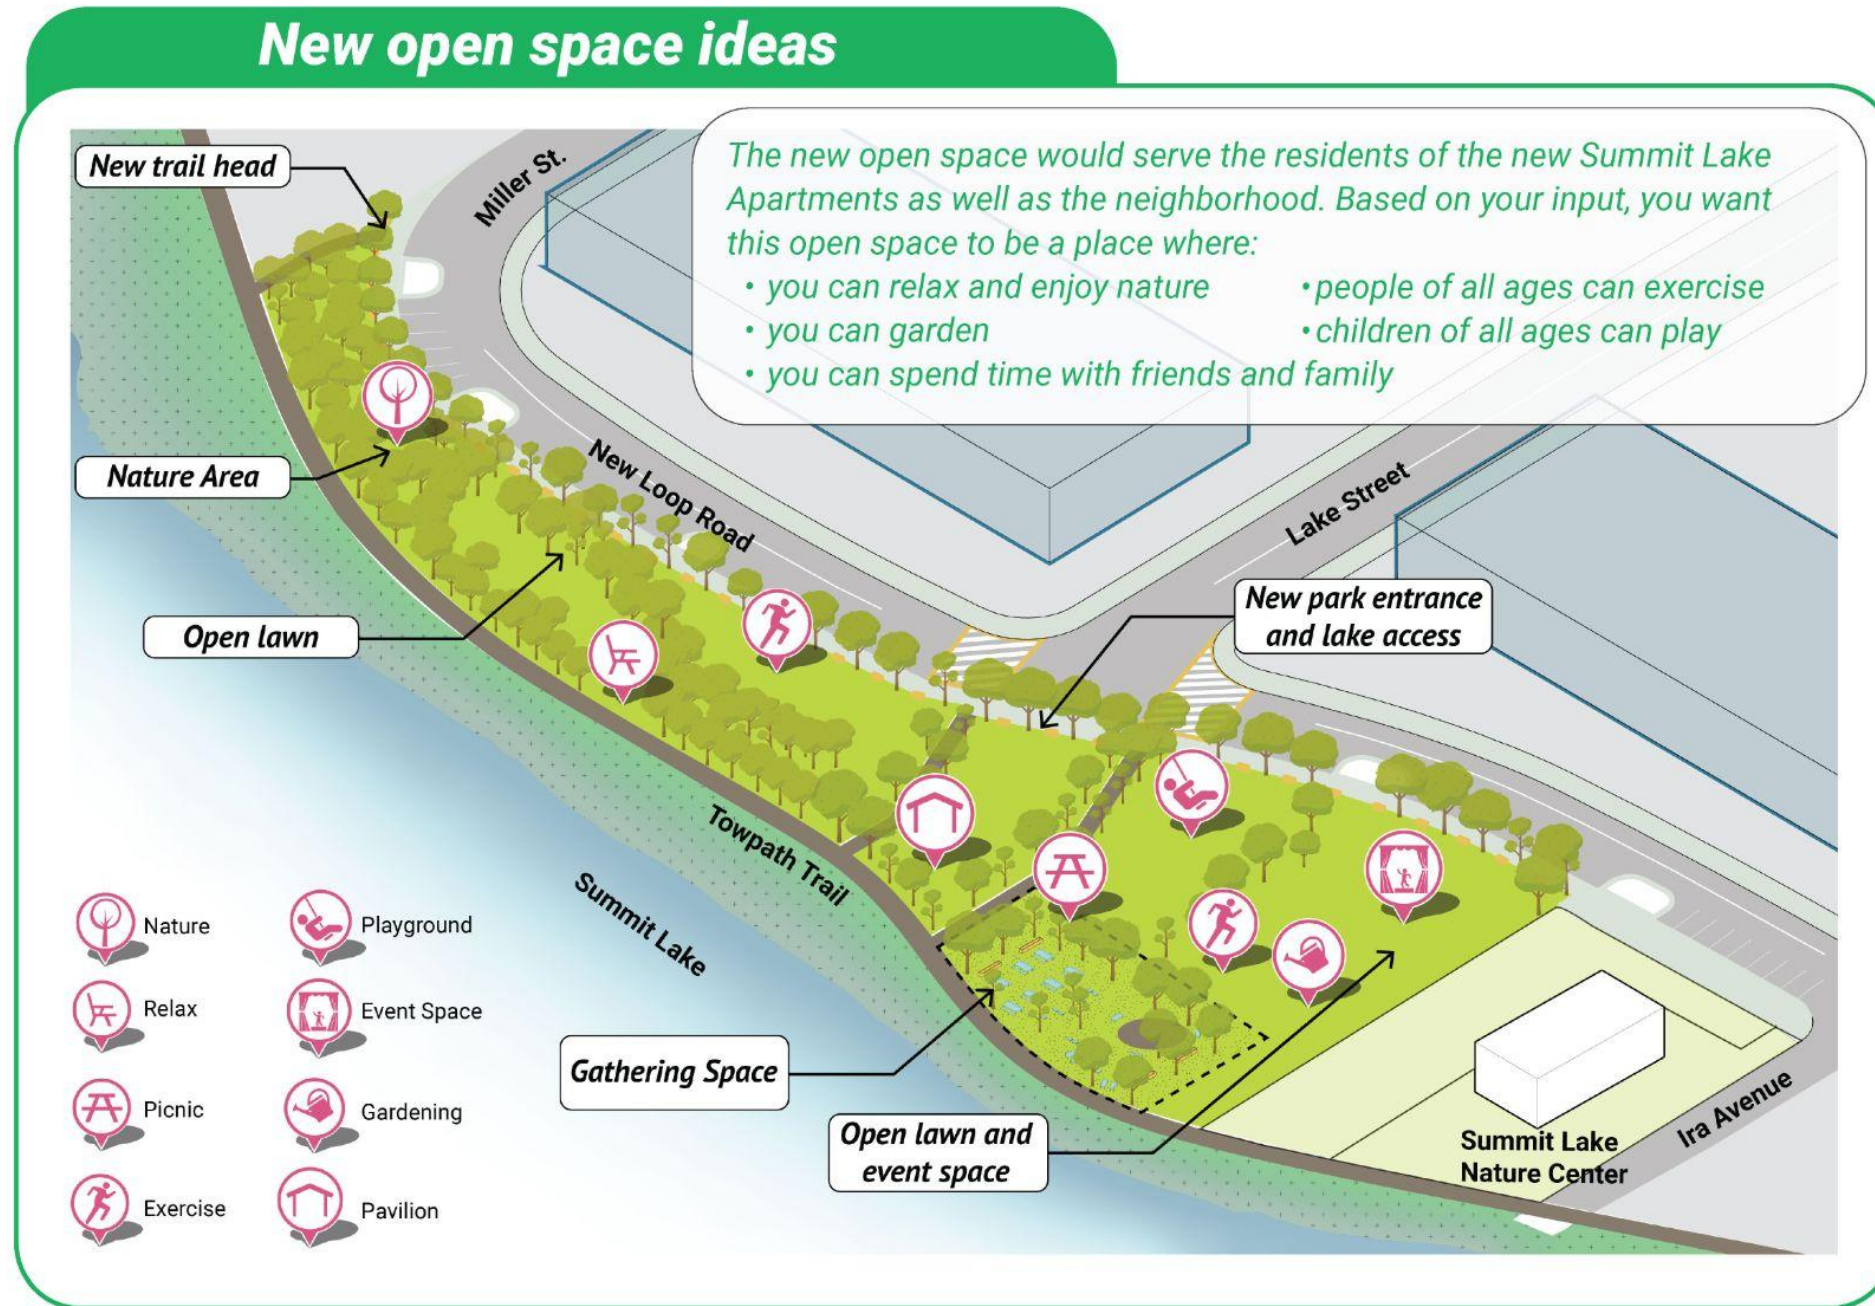 New open space ideas
The new open space would serve the residents of the new Summit Lake
Apartments as well as the neighborhood. Based on your input, you want
this open space to be a place where:
• you can relax and enjoy nature
• people of all ages can exercise
• you can garden
• children of all ages can play
• you can spend time with friends and family
New trail head
Miller St.
Nature Area
New Loop Road
Lake Street
Open lawn
New park entrance
and lake access
Towpath Trail
Summit Lake
Nature
Playground
Relax
Event Space
Picnic
Gardening
Exercise
Pavilion
Gathering Space
Open lawn and
event space
Summit Lake
Nature Center
Ira Avenue